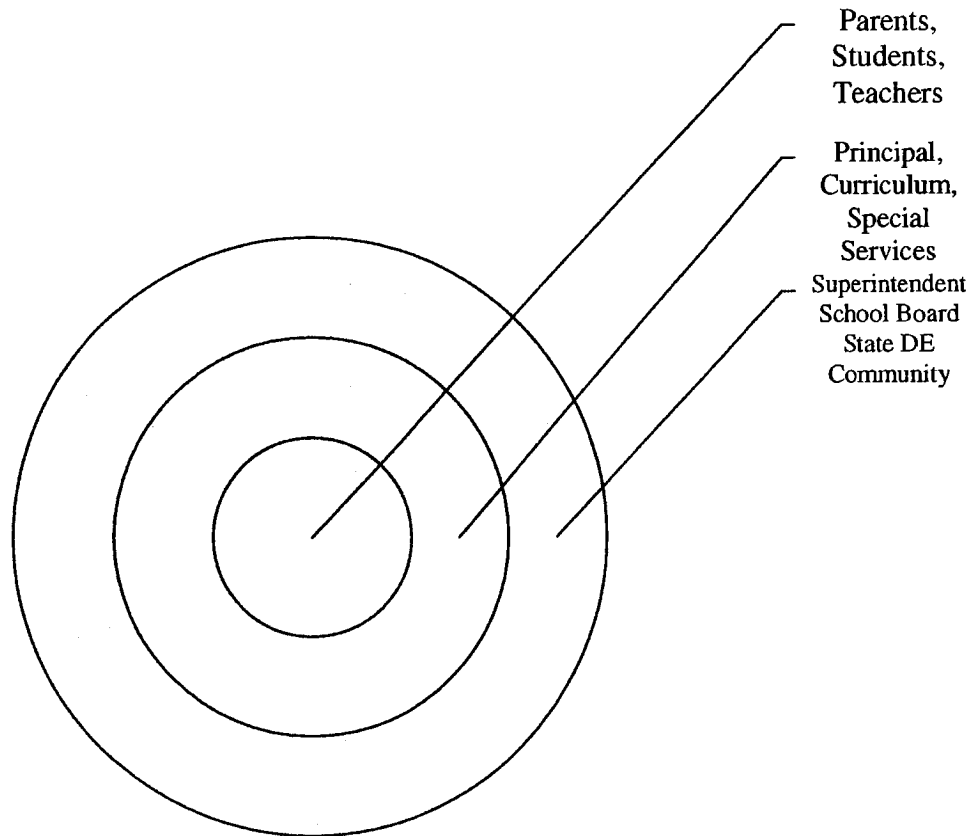 Parents,
Students,
Teachers
Principal,
Curriculum,
Special
Services
Superintendent
School Board
State DE
Community